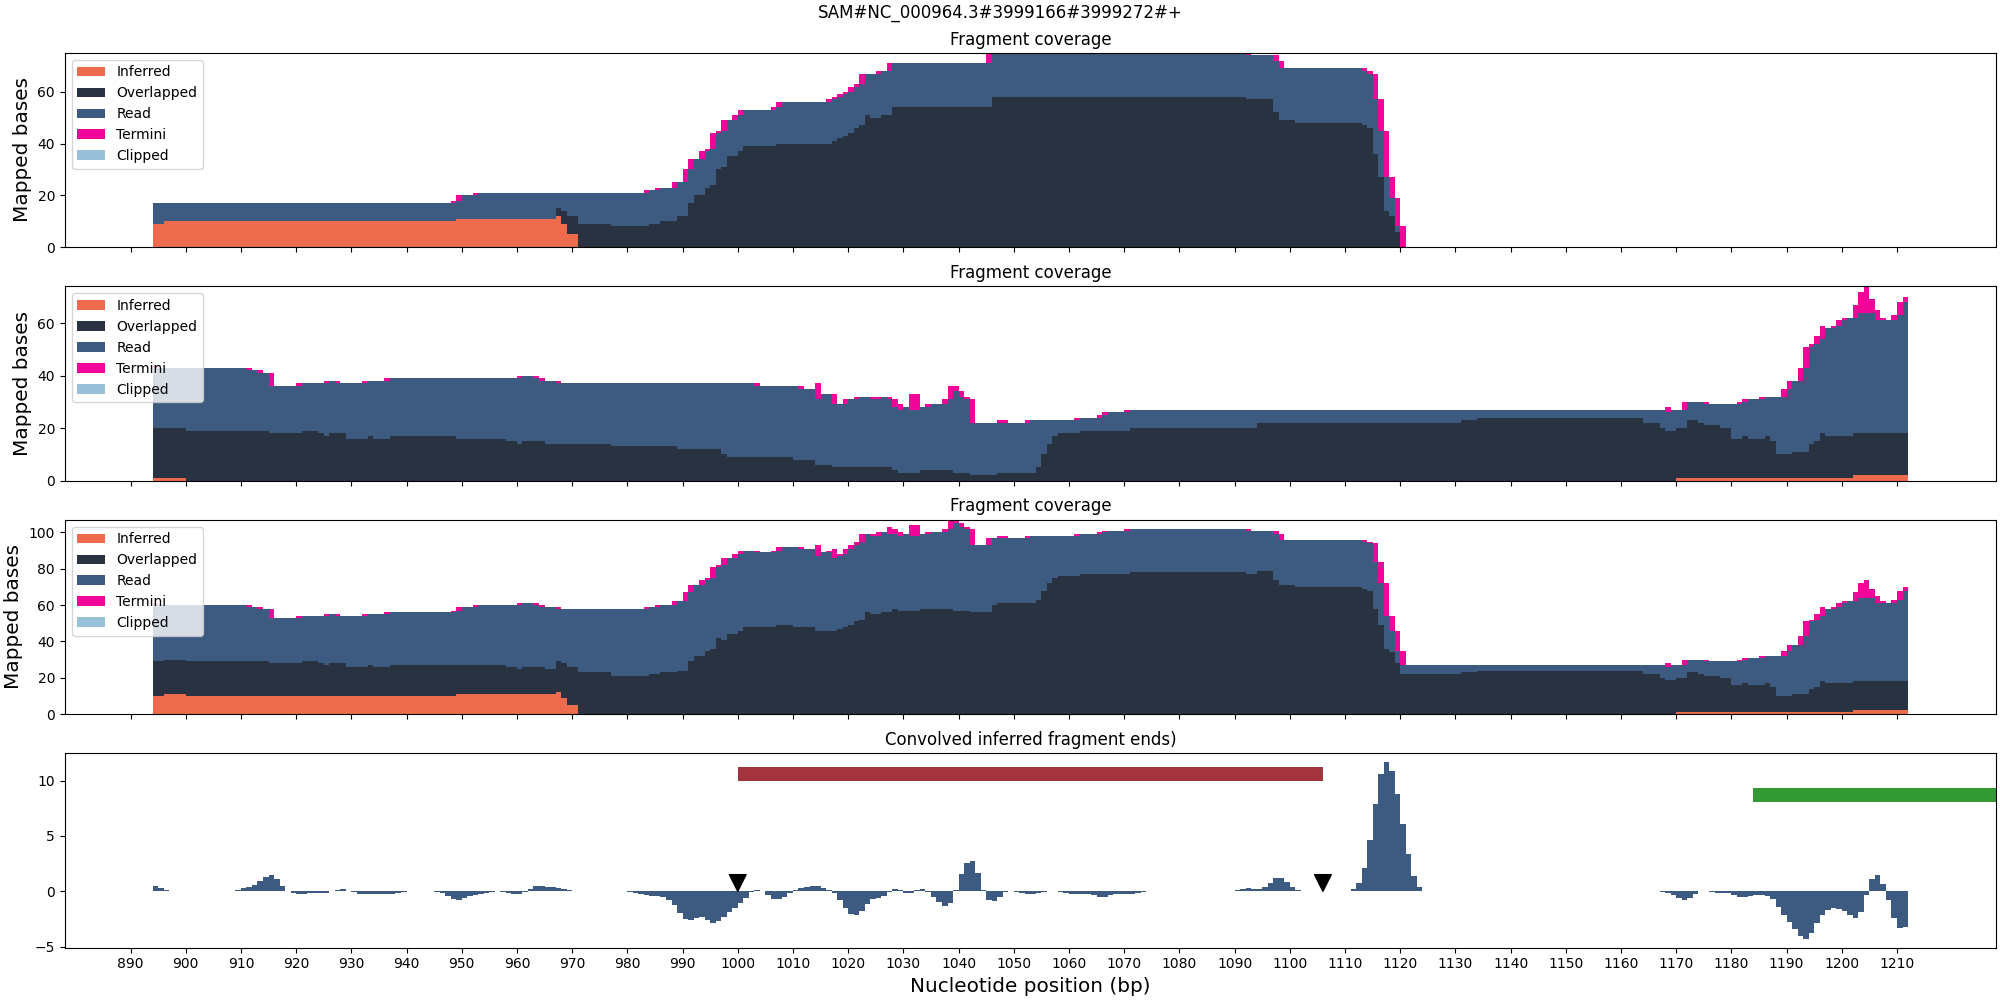 SAM#NC_000964.3#3999166#3999272#+
Fragment coverage
Mapped bases
60
40
20
0
Inferred
Overlapped
Read
Termini
Clipped
Fragment coverage
Mapped bases
60
40
20
0
Inferred
Overlapped
Read
Termini
Clipped
Fragment coverage
Mapped bases
100
80
60
40
20
0
Inferred
Overlapped
Read
Termini
Clipped
Convolved inferred fragment ends)
10
5
0
−5
890 900 910 920 930 940 950 960 970 980 990 1000 1010 1020 1030 1040 1050 1060 1070 1080 1090 1100 1110 1120 1130 1140 1150 1160 1170 1180 1190 1200 1210
Nucleotide position (bp)